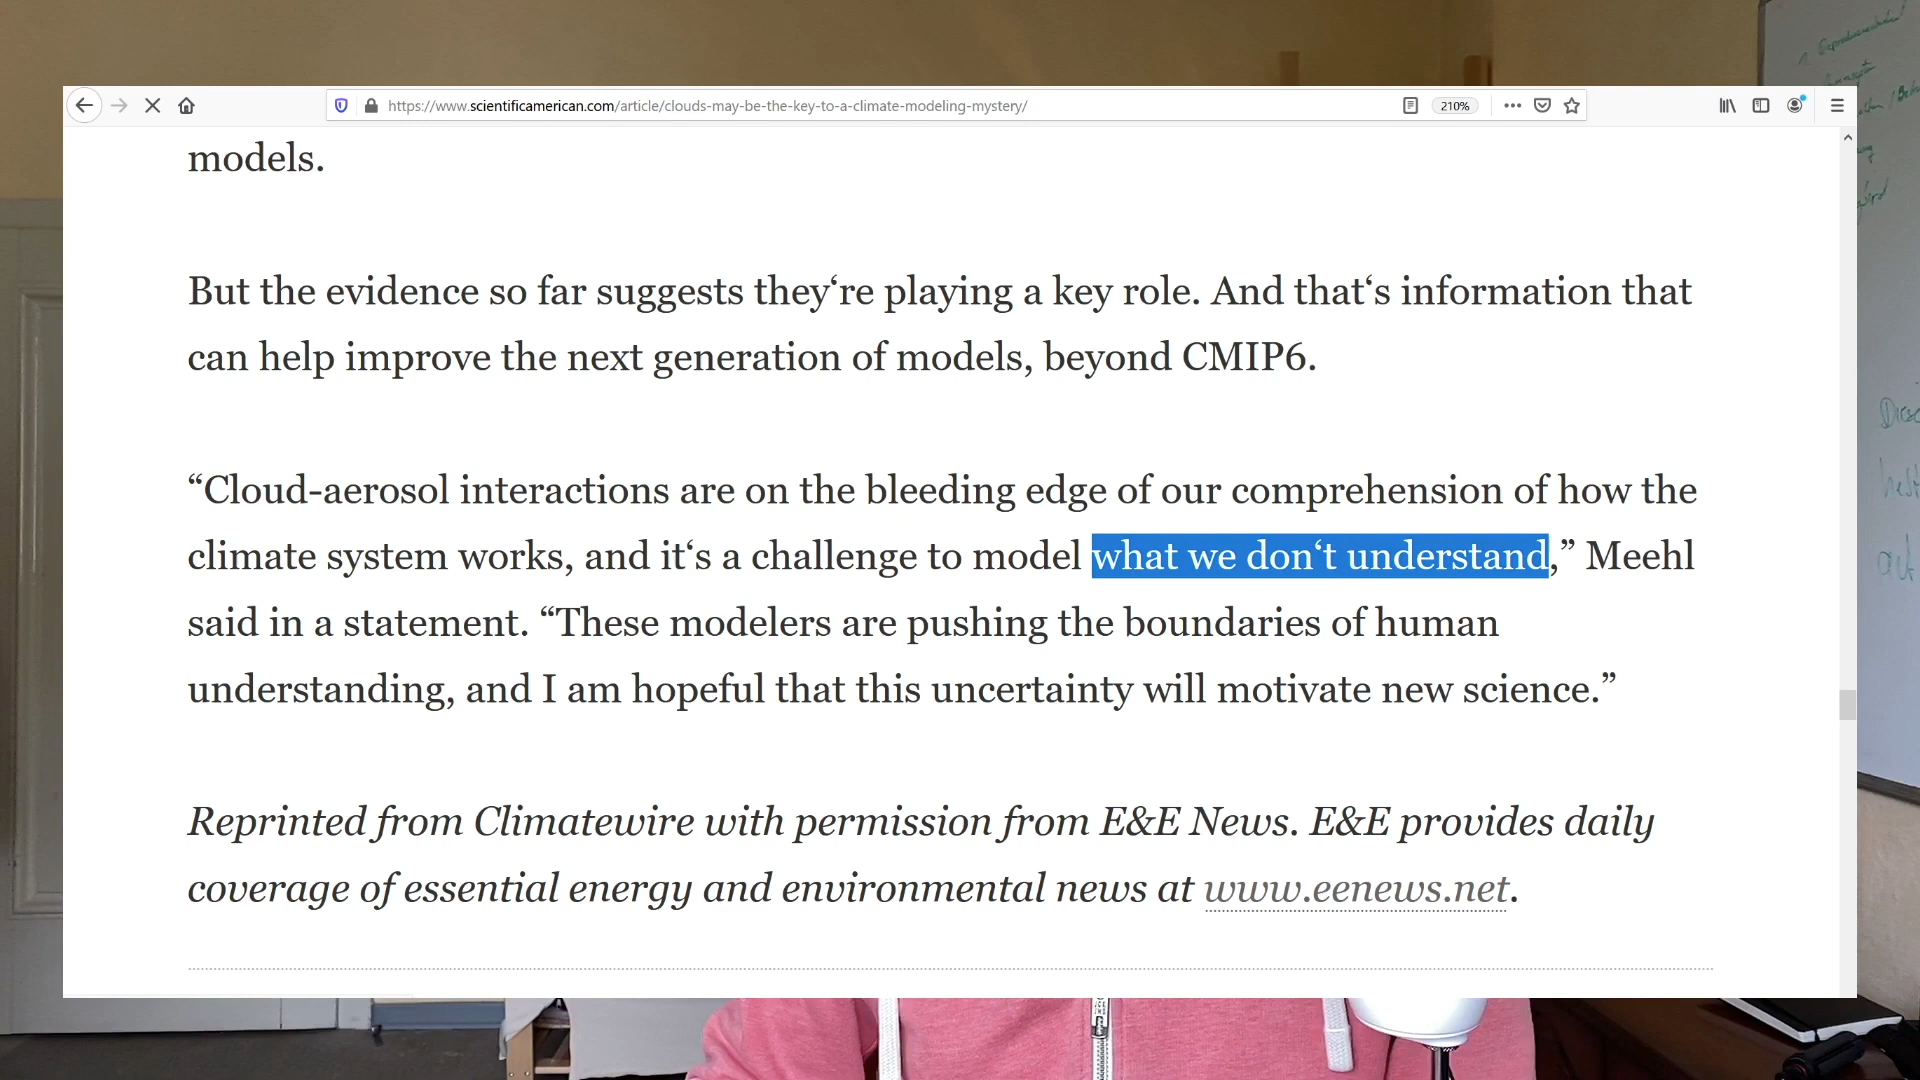 https://www.scientificamerican.com/article/clouds-may-be-the-key-to-a-climate-modeling-mystery/
210%
models.
But the evidence so far suggests they‘re playing a key role. And that‘s information that
can help improve the next generation of models, beyond CMIP6.
“Cloud-aerosol interactions are on the bleeding edge of our comprehension of how the
climate system works, and it‘s a challenge to model what we don‘t understand,” Meehl
said in a statement. “These modelers are pushing the boundaries of human
understanding, and I am hopeful that this uncertainty will motivate new science.”
Reprinted from Climatewire with permission from E&E News. E&E provides daily
coverage of essential energy and environmental news at www.eenews.net.